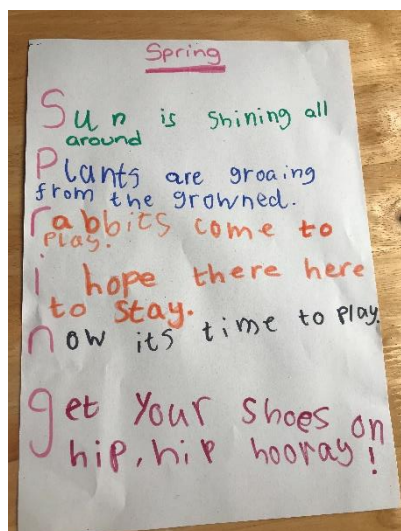 Spring
Sun is shining all
around
Plants are groaing
from the growned.
rabbits come to
play.
i hope there here
to stay.
now its time to play.
get your shoes on
hip, hip hooray!